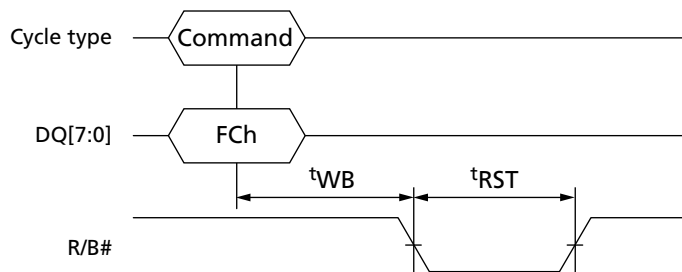 Cycle type
Command
DQ[7:0]
FCh
tWB
tRST
R/B#